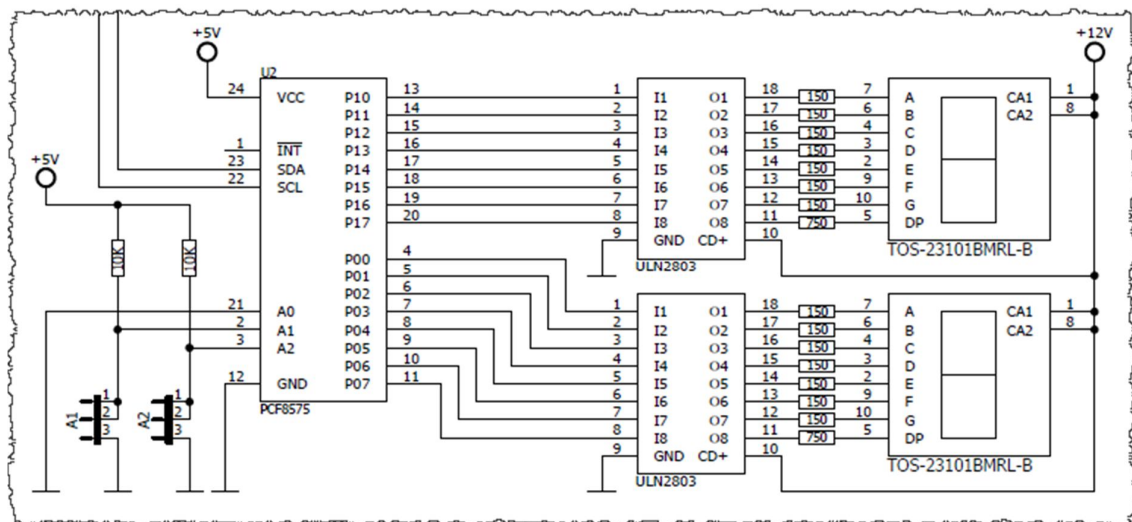 +5V
+12V
U2
24 VCC P10 13 1 I1 O1 18 150 7 A CA1 1
P11 14 2 I2 O2 17 150 6 B CA2 8
P12 15 3 I3 O3 16 150 4 C
1 INT P13 16 4 I4 O4 15 150 3 D
+5V
23 SDA P14 17 5 I5 O5 14 150 2 E
22 SCL P15 18 6 I6 O6 13 150 9 F
P16 19 7 I7 O7 12 150 10 G
P17 20 8 I8 O8 11 750 5 DP
9 GND CD+ 10
ULN2803
TOS-23101BMRL-B
10K
10K
P00 4
P01 5
P02 6
21 A0 P03 7 1 I1 O1 18 150 7 A CA1 1
2 A1 P04 8 2 I2 O2 17 150 6 B CA2 8
3 A2 P05 9 3 I3 O3 16 150 4 C
P06 10 4 I4 O4 15 150 3 D
12 GND P07 11 5 I5 O5 14 150 2 E
PCF8575
6 I6 O6 13 150 9 F
7 I7 O7 12 150 10 G
8 I8 O8 11 750 5 DP
9 GND CD+ 10
ULN2803
TOS-23101BMRL-B
A1
1
2
3
A2
1
2
3